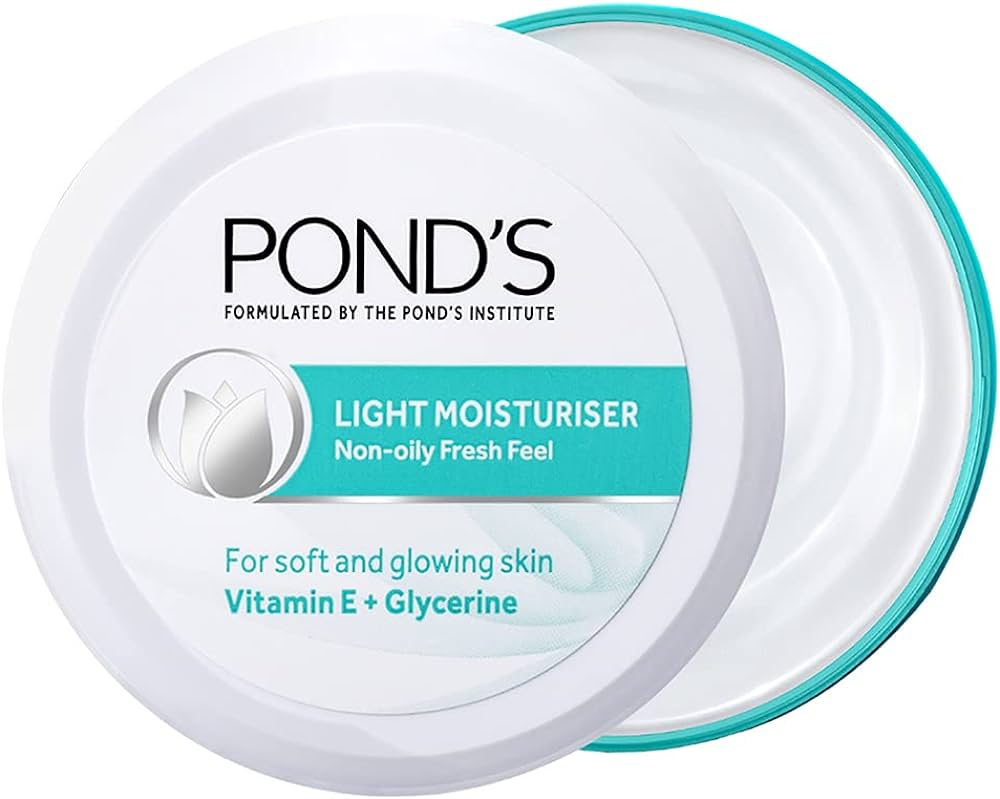 POND'S
FORMULATED BY THE POND'S INSTITUTE
LIGHT MOISTURISER
Non-oily Fresh Feel
For soft and glowing skin
Vitamin E + Glycerine